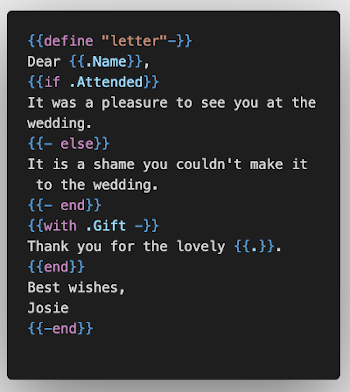 {{define "letter"-}}
Dear {{.Name}},
{{if .Attended}}
It was a pleasure to see you at the
wedding.
{{- else}}
It is a shame you couldn't make it
 to the wedding.
{{- end}}
{{with .Gift -}}
Thank you for the lovely {{.}}.
{{end}}
Best wishes,
Josie
{{-end}}